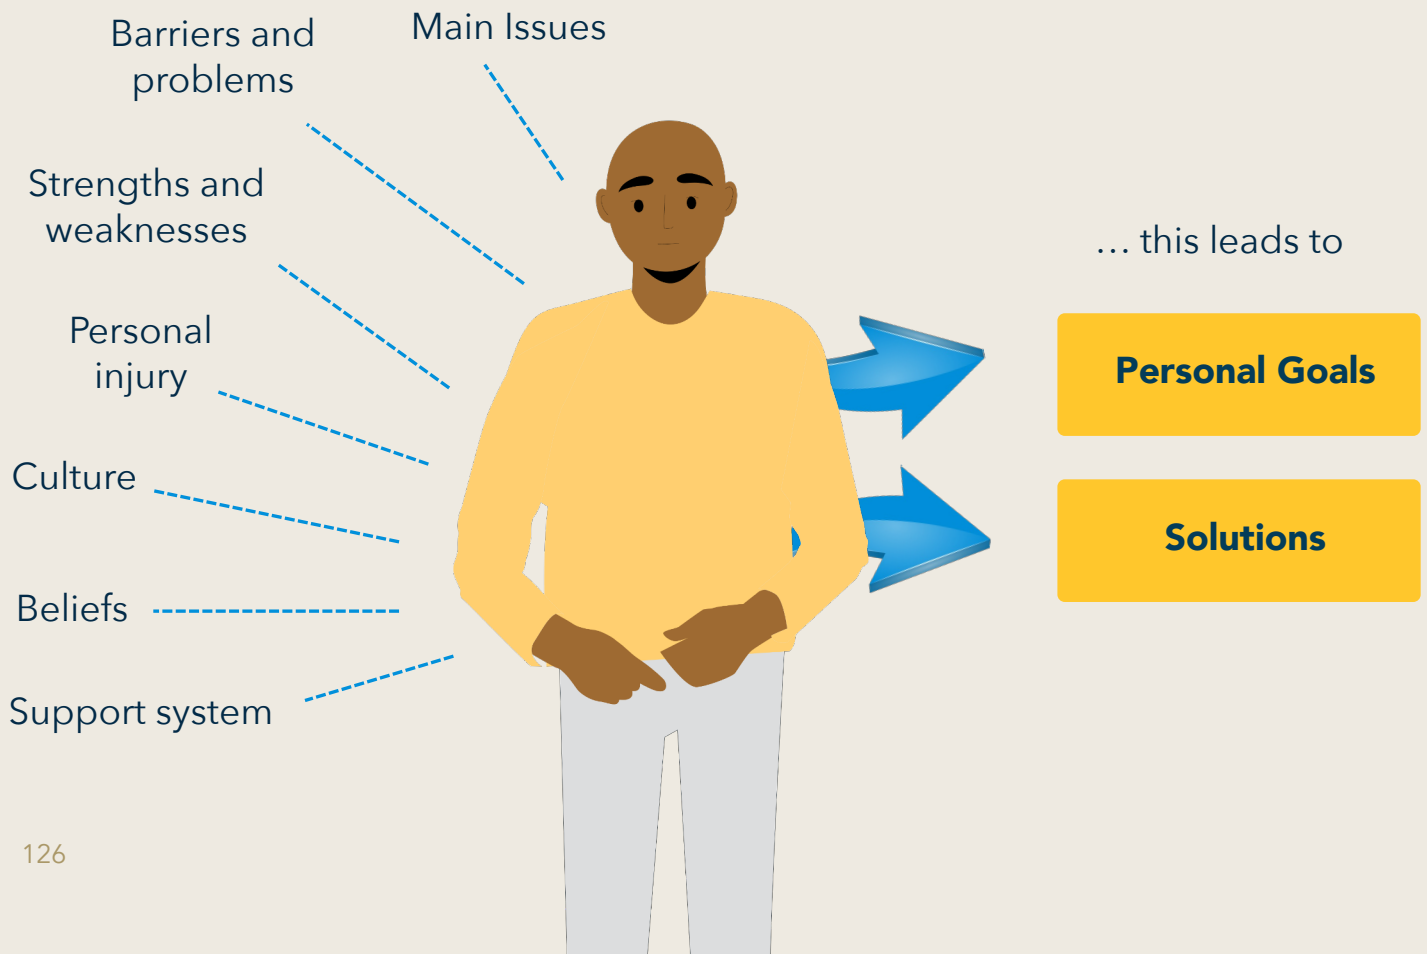 Main Issues
Barriers and
problems
Strengths and
weaknesses
Personal
injury
Culture
Beliefs
Support system
… this leads to
Personal Goals
Solutions
126